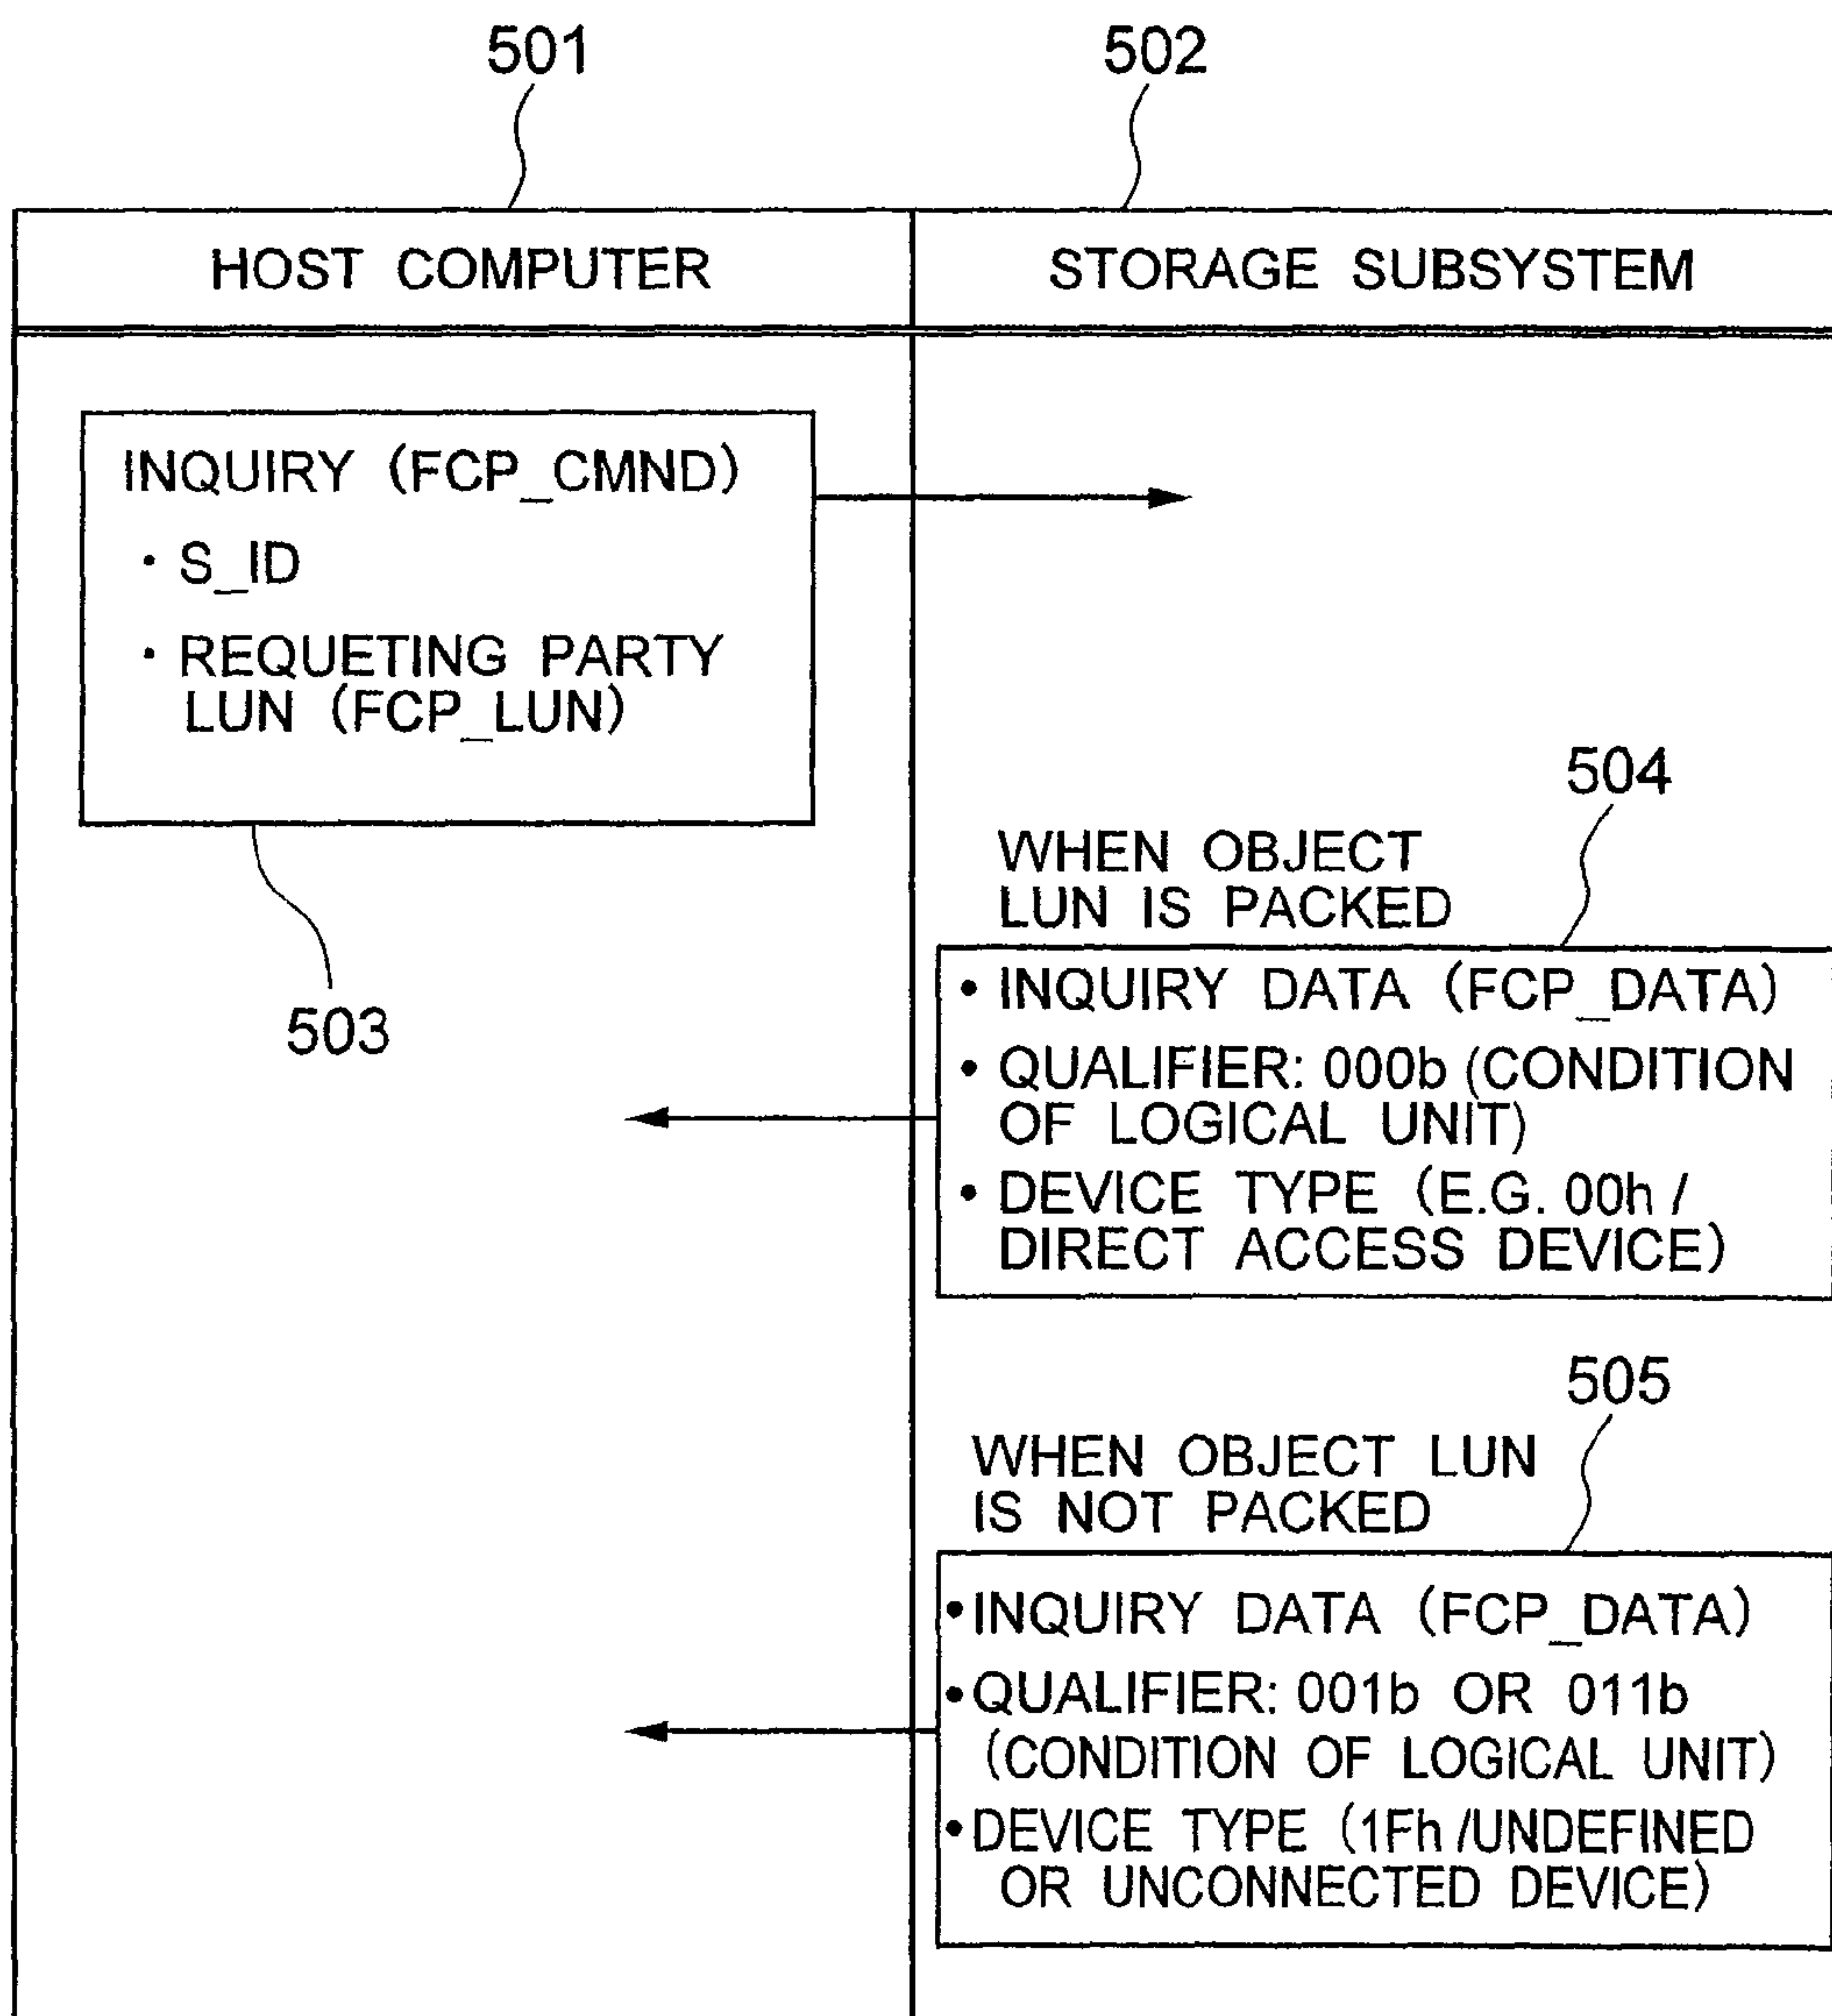 501
502
HOST COMPUTER
STORAGE SUBSYSTEM
INQUIRY (FCP_CMND)
· S_ID
· REQUETING PARTY
LUN (FCP_LUN)
503
504
WHEN OBJECT
LUN IS PACKED
• INQUIRY DATA (FCP_DATA)
• QUALIFIER: 000b (CONDITION
OF LOGICAL UNIT)
• DEVICE TYPE (E.G. 00h /
DIRECT ACCESS DEVICE)
505
WHEN OBJECT LUN
IS NOT PACKED
• INQUIRY DATA (FCP_DATA)
• QUALIFIER: 001b OR 011b
(CONDITION OF LOGICAL UNIT)
• DEVICE TYPE (1Fh /UNDEFINED
OR UNCONNECTED DEVICE)